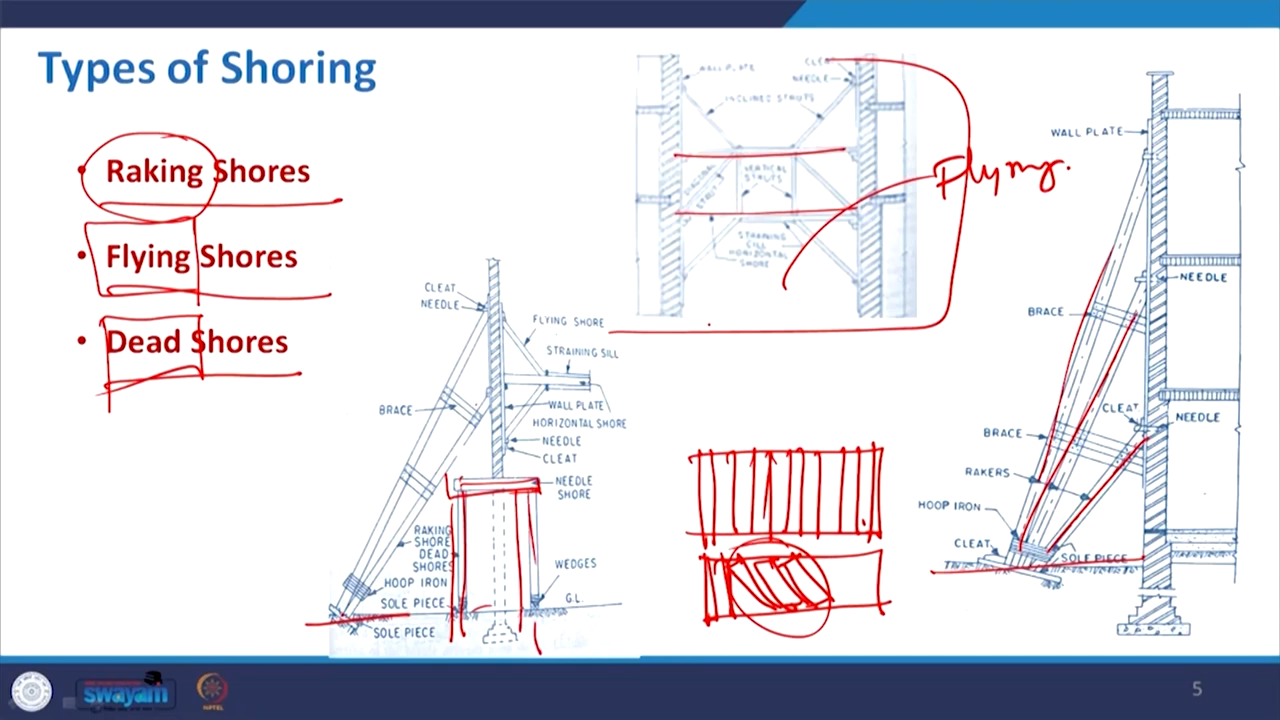 Types of Shoring
• Raking Shores
• Flying Shores
• Dead Shores
WALL PLATE
CLEAT
NEEDLE
INCLINED STRUTS
DIAGONAL
STRUT
VERTICAL
STRUTS
STRAINING
CILL
HORIZONTAL
SHORE
Flying.
CLEAT
NEEDLE
FLYING SHORE
STRAINING SILL
BRACE
WALL PLATE
HORIZONTAL SHORE
NEEDLE
CLEAT
NEEDLE
SHORE
RAKING
SHORE
DEAD
SHORES
HOOP IRON
WEDGES
SOLE PIECE
G.L.
SOLE PIECE
WALL PLATE
NEEDLE
BRACE
CLEAT
NEEDLE
BRACE
RAKERS
HOOP IRON
CLEAT
SOLE PIECE
swayam
NPTEL
5